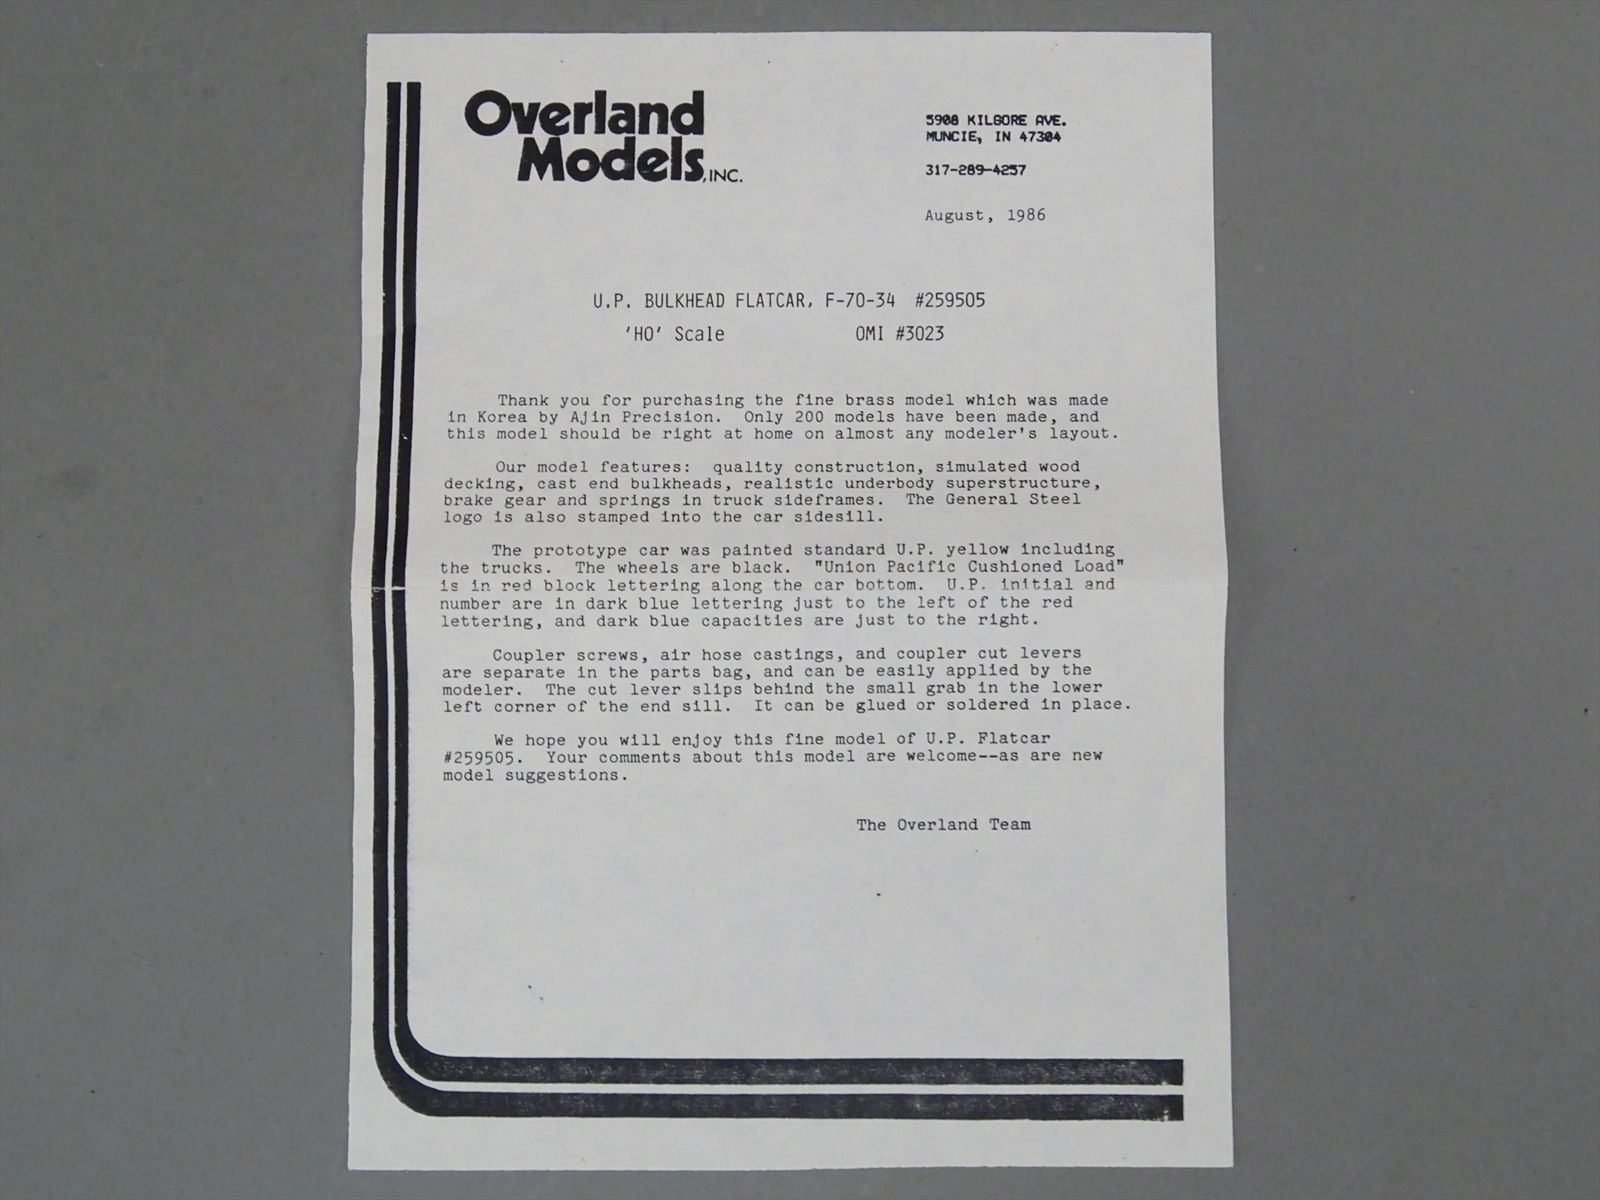 Overland
Models, INC.
5908 KILGORE AVE.
MUNCIE, IN 47304
317-289-4257
August, 1986
U.P. BULKHEAD FLATCAR, F-70-34 #259505
'HO' Scale OMI #3023
Thank you for purchasing the fine brass model which was made
in Korea by Ajin Precision. Only 200 models have been made, and
this model should be right at home on almost any modeler's layout.
Our model features: quality construction, simulated wood
decking, cast end bulkheads, realistic underbody superstructure,
brake gear and springs in truck sideframes. The General Steel
logo is also stamped into the car sidesill.
The prototype car was painted standard U.P. yellow including
the trucks. The wheels are black. "Union Pacific Cushioned Load"
is in red block lettering along the car bottom. U.P. initial and
number are in dark blue lettering just to the left of the red
lettering, and dark blue capacities are just to the right.
Coupler screws, air hose castings, and coupler cut levers
are separate in the parts bag, and can be easily applied by the
modeler. The cut lever slips behind the small grab in the lower
left corner of the end sill. It can be glued or soldered in place.
We hope you will enjoy this fine model of U.P. Flatcar
#259505. Your comments about this model are welcome--as are new
model suggestions.
The Overland Team